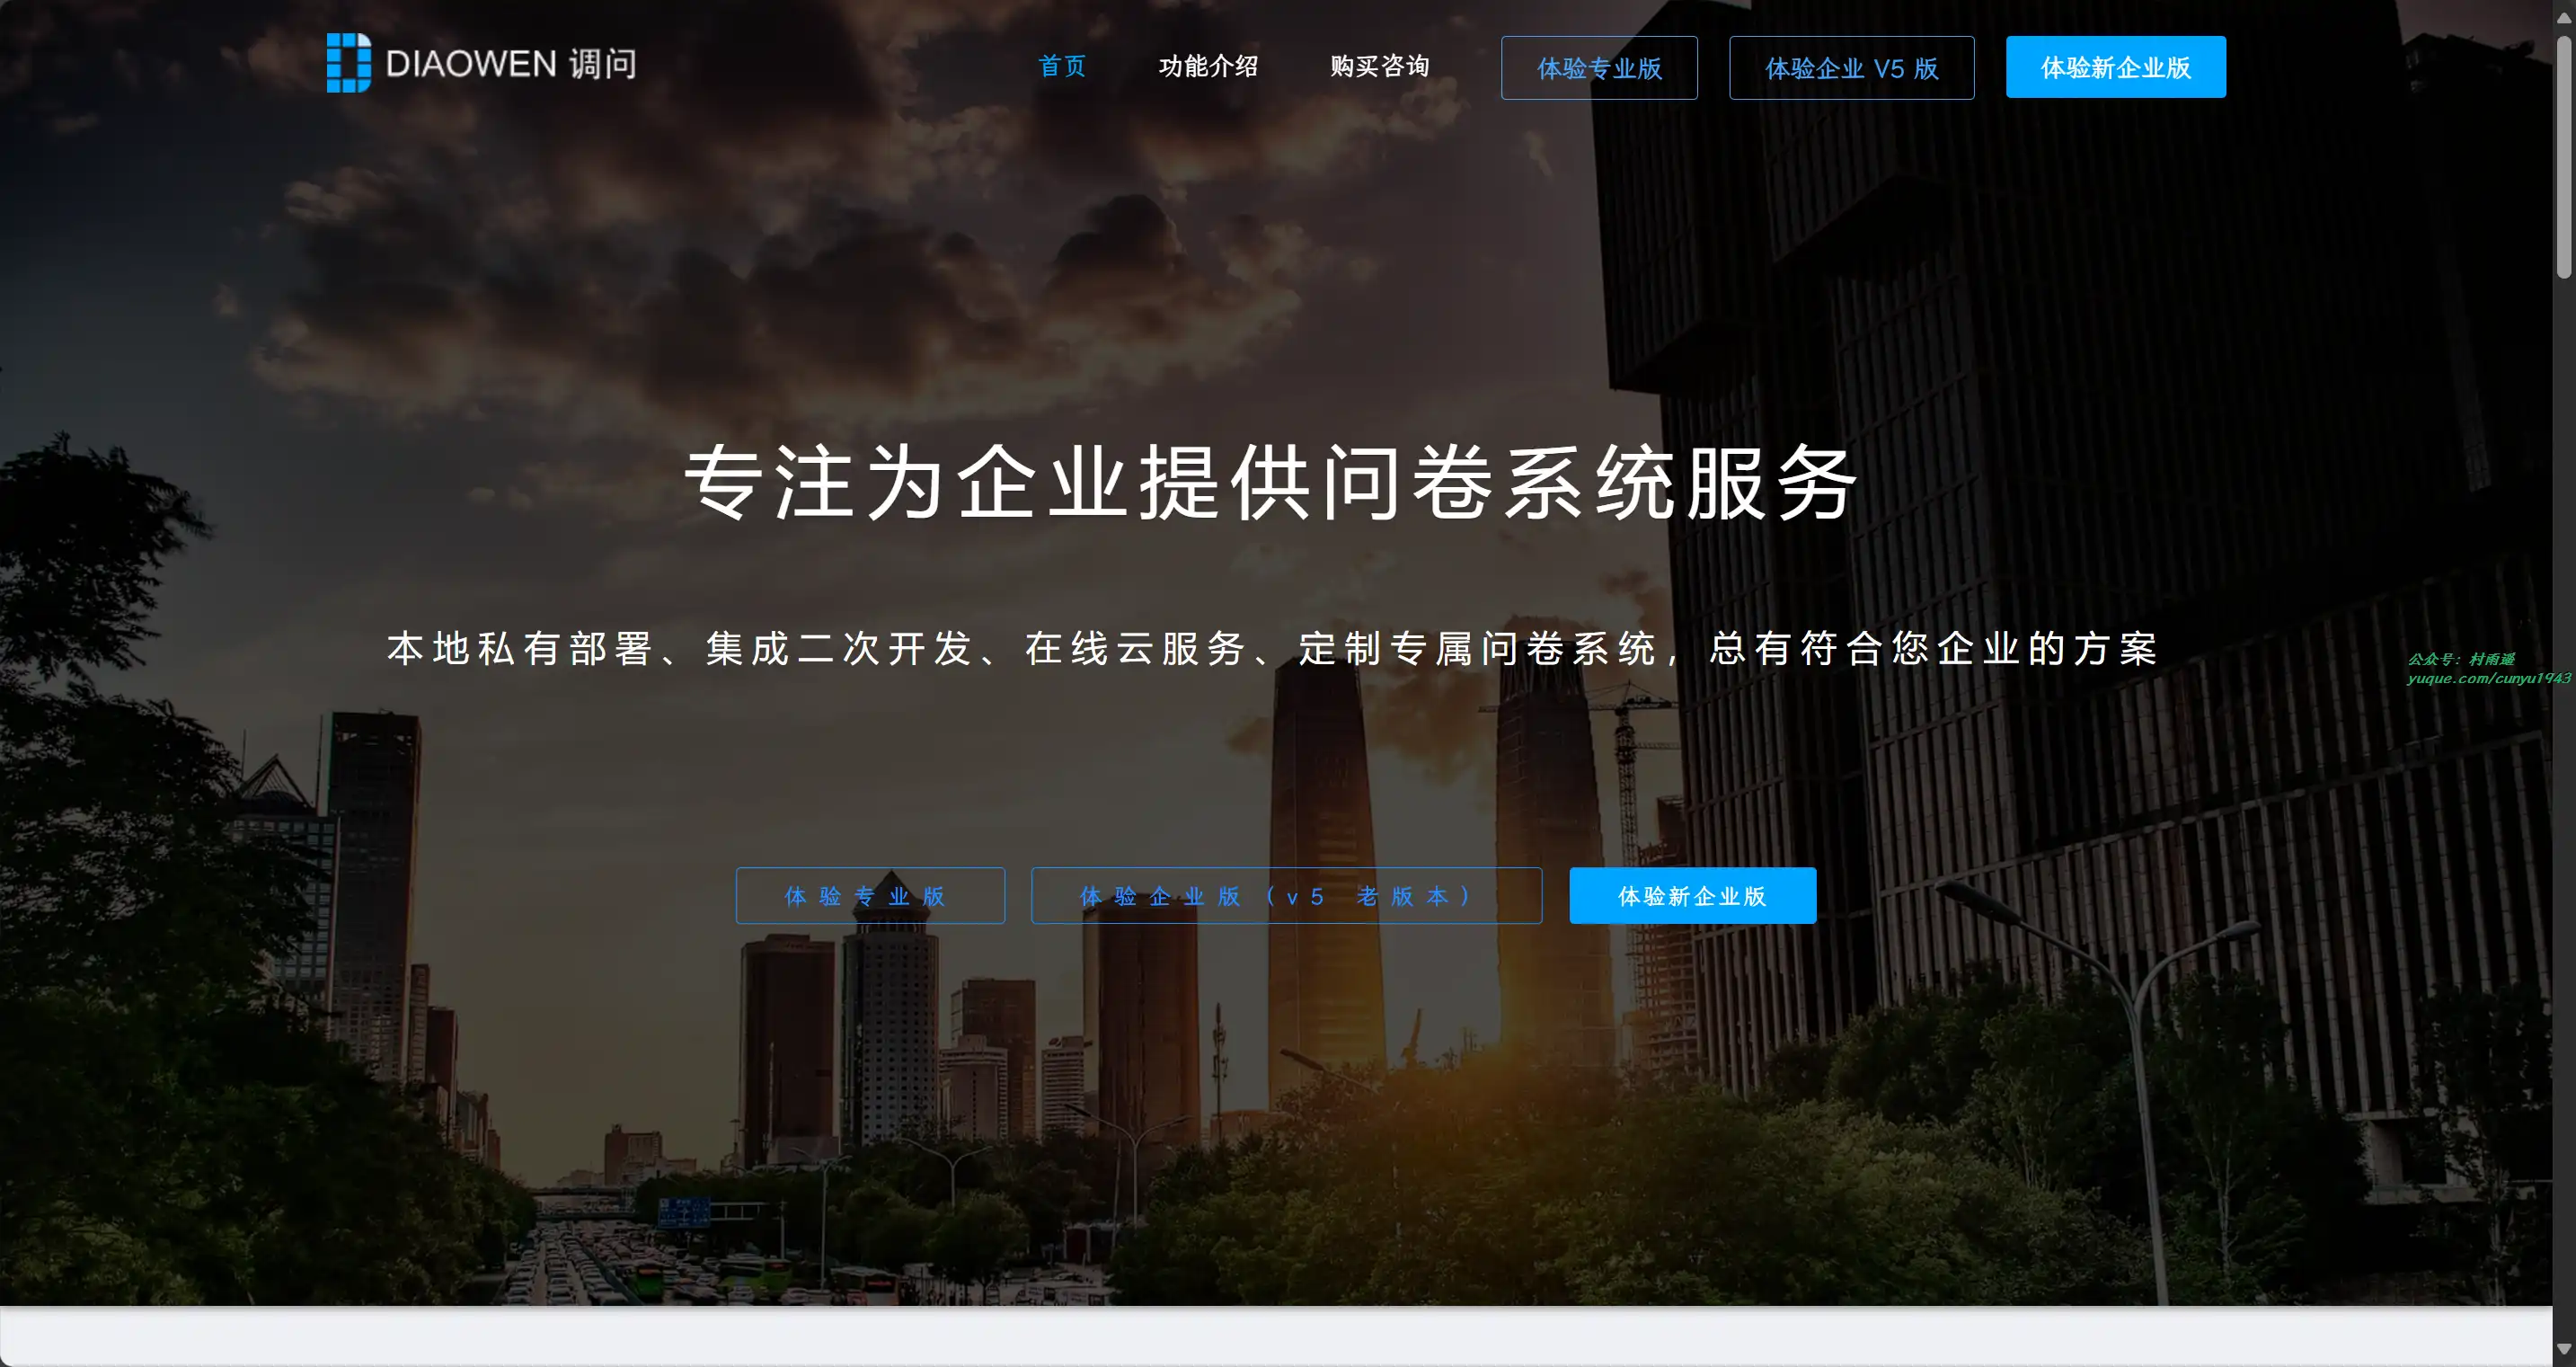 DIAOWEN 调问
首页 功能介绍 购买咨询 体验专业版 体验企业 V5 版 体验新企业版
专注为企业提供问卷系统服务
本地私有部署、集成二次开发、在线云服务、定制专属问卷系统，总有符合您企业的方案
公众号：村雨遥
yuque.com/cunyu1943
体验专业版 体验企业版（v5 老版本） 体验新企业版